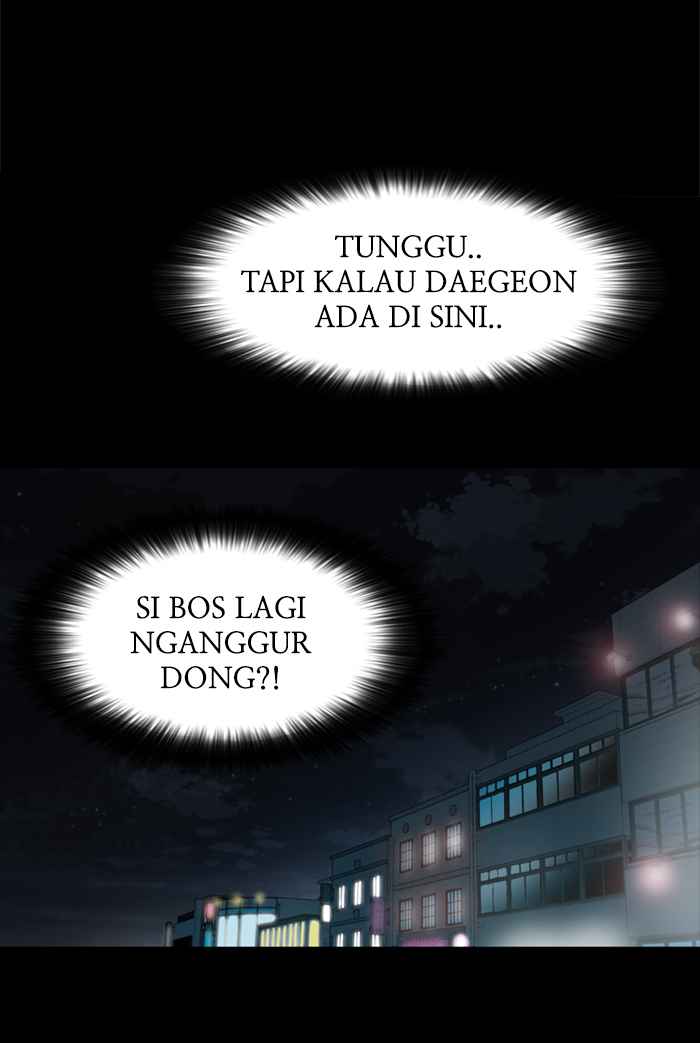 TUNGGU..
TAPI KALAU DAEGEON
ADA DI SINI..
SI BOS LAGI
NGANGGUR
DONG?!